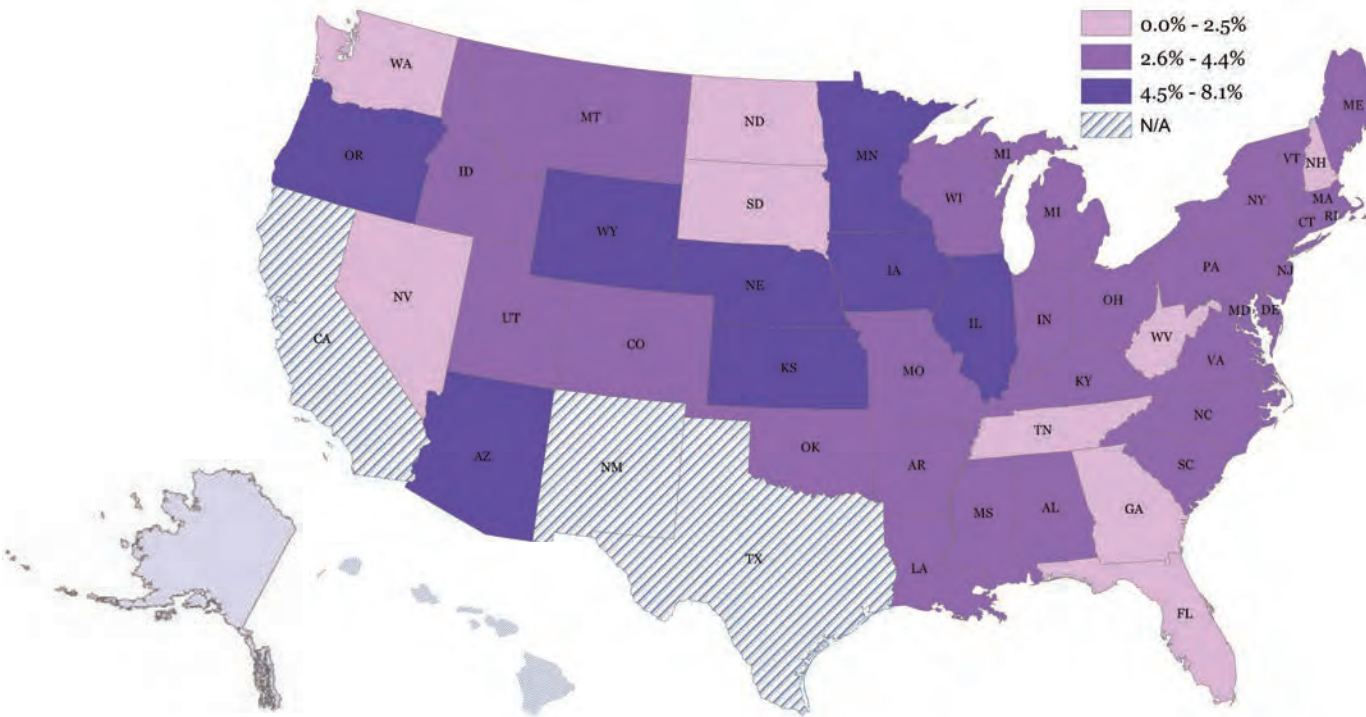 0.0% - 2.5%
2.6% - 4.4%
4.5% - 8.1%
N/A
WA
MT
ND
MN
ME
OR
ID
SD
WI
MI
MI
VT
NH
NY
MA
CT
RI
WY
NE
IA
PA
NJ
NV
UT
CO
IL
IN
OH
MD
DE
CA
KS
MO
WV
VA
KY
NC
TN
AZ
NM
OK
AR
SC
MS
AL
GA
TX
LA
FL